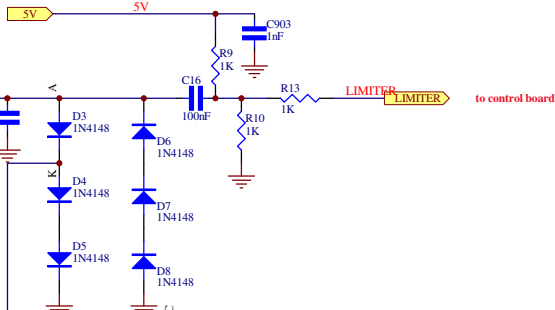 5V
5V
C903
1nF
R9
1K
C16
100nF
R13
1K
LIMITER
LIMITER
to control board
A
D3
1N4148
R10
1K
D6
1N4148
K
D4
1N4148
D7
1N4148
D5
1N4148
D8
1N4148